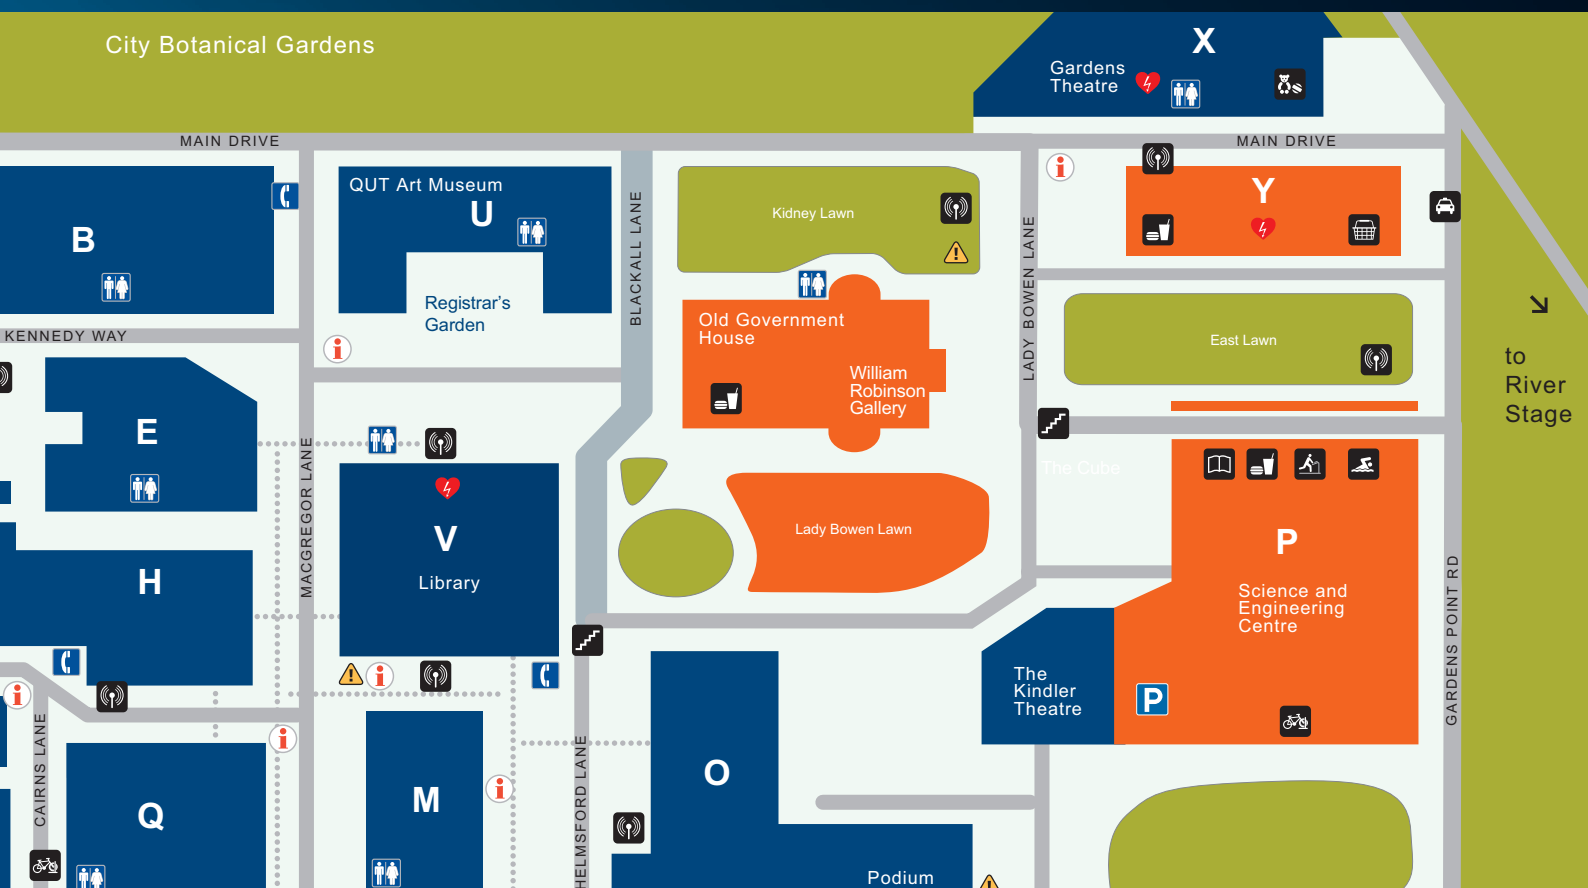 City Botanical Gardens
X
Gardens
Theatre
MAIN DRIVE
MAIN DRIVE
QUT Art Museum
U
B
Y
Kidney Lawn
BLACKALL LANE
LADY BOWEN LANE
Registrar's
Garden
KENNEDY WAY
Old Government
House
William
Robinson
Gallery
East Lawn
to
River
Stage
E
MACGREGOR LANE
The Cube
V
Library
Lady Bowen Lawn
P
Science and
Engineering
Centre
H
GARDENS POINT RD
The
Kindler
Theatre
P
CAIRNS LANE
Q
M
HELMSFORD LANE
O
Podium